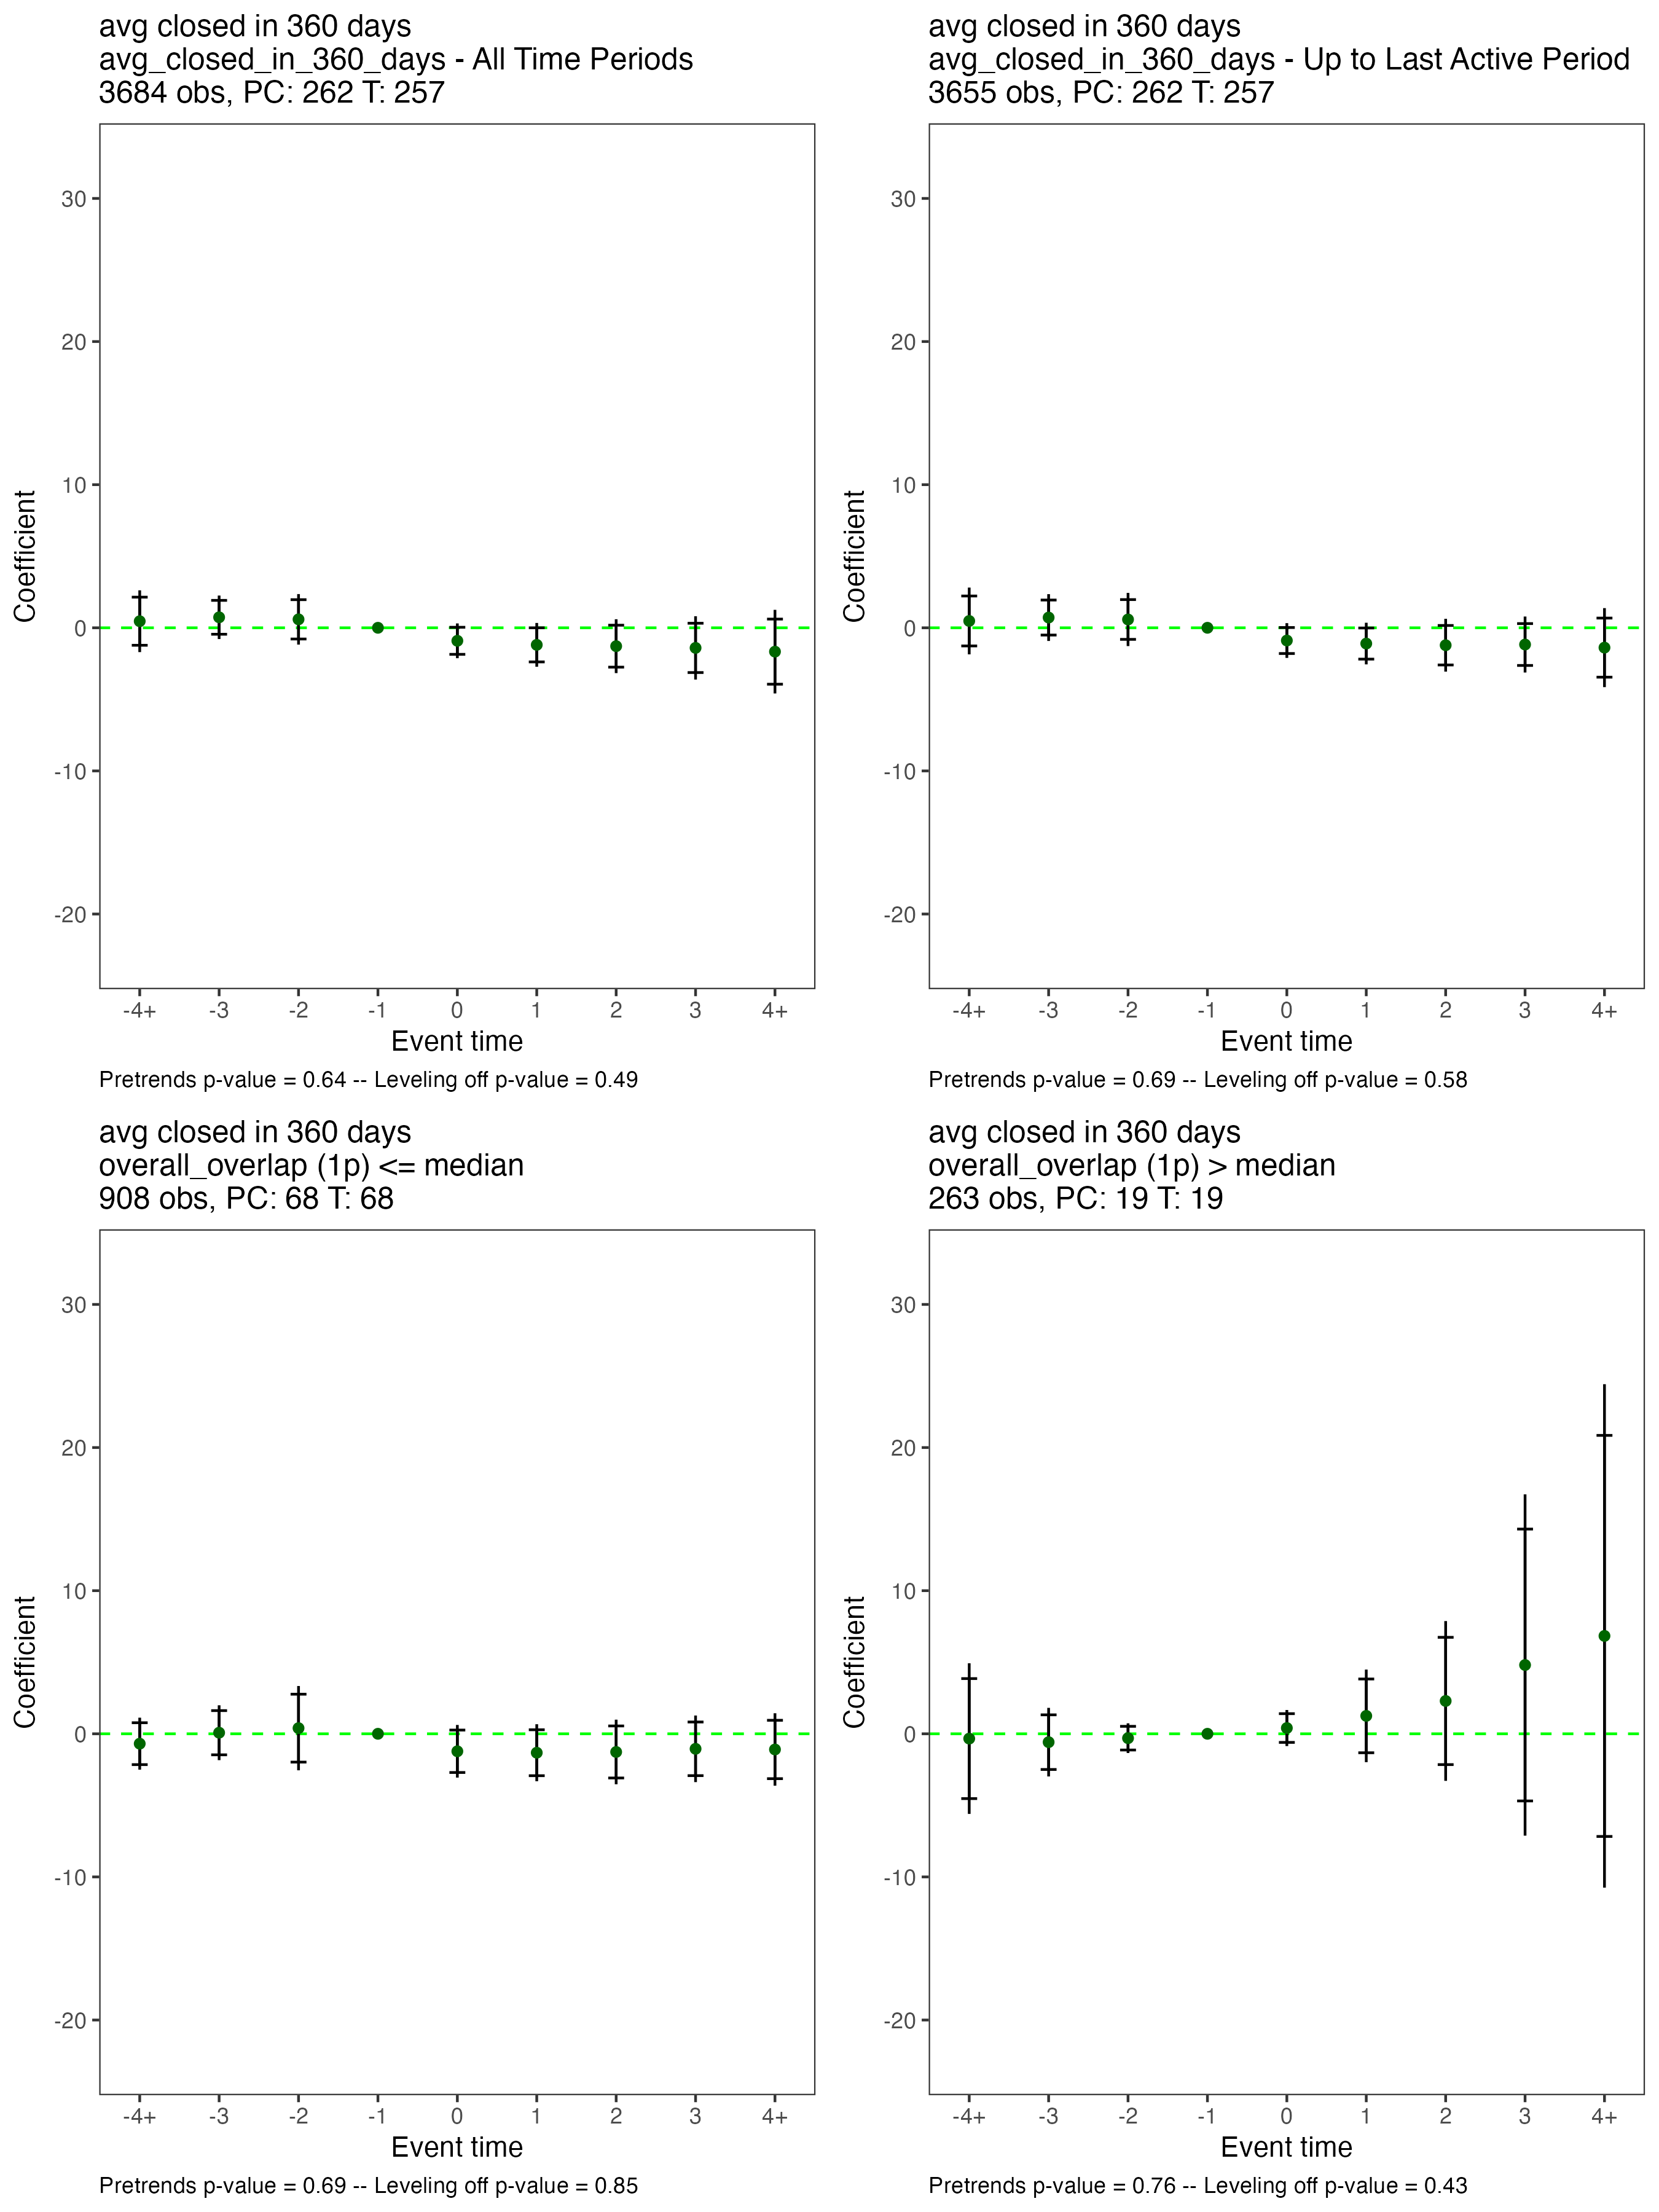 avg closed in 360 days
avg_closed_in_360_days - All Time Periods
3684 obs, PC: 262 T: 257
Coefficient
30
20
10
0
-10
-20
-4+ -3 -2 -1 0 1 2 3 4+
Event time
Pretrends p-value = 0.64 -- Leveling off p-value = 0.49
avg closed in 360 days
avg_closed_in_360_days - Up to Last Active Period
3655 obs, PC: 262 T: 257
Coefficient
30
20
10
0
-10
-20
-4+ -3 -2 -1 0 1 2 3 4+
Event time
Pretrends p-value = 0.69 -- Leveling off p-value = 0.58
avg closed in 360 days
overall_overlap (1p) <= median
908 obs, PC: 68 T: 68
Coefficient
30
20
10
0
-10
-20
-4+ -3 -2 -1 0 1 2 3 4+
Event time
Pretrends p-value = 0.69 -- Leveling off p-value = 0.85
avg closed in 360 days
overall_overlap (1p) > median
263 obs, PC: 19 T: 19
Coefficient
30
20
10
0
-10
-20
-4+ -3 -2 -1 0 1 2 3 4+
Event time
Pretrends p-value = 0.76 -- Leveling off p-value = 0.43